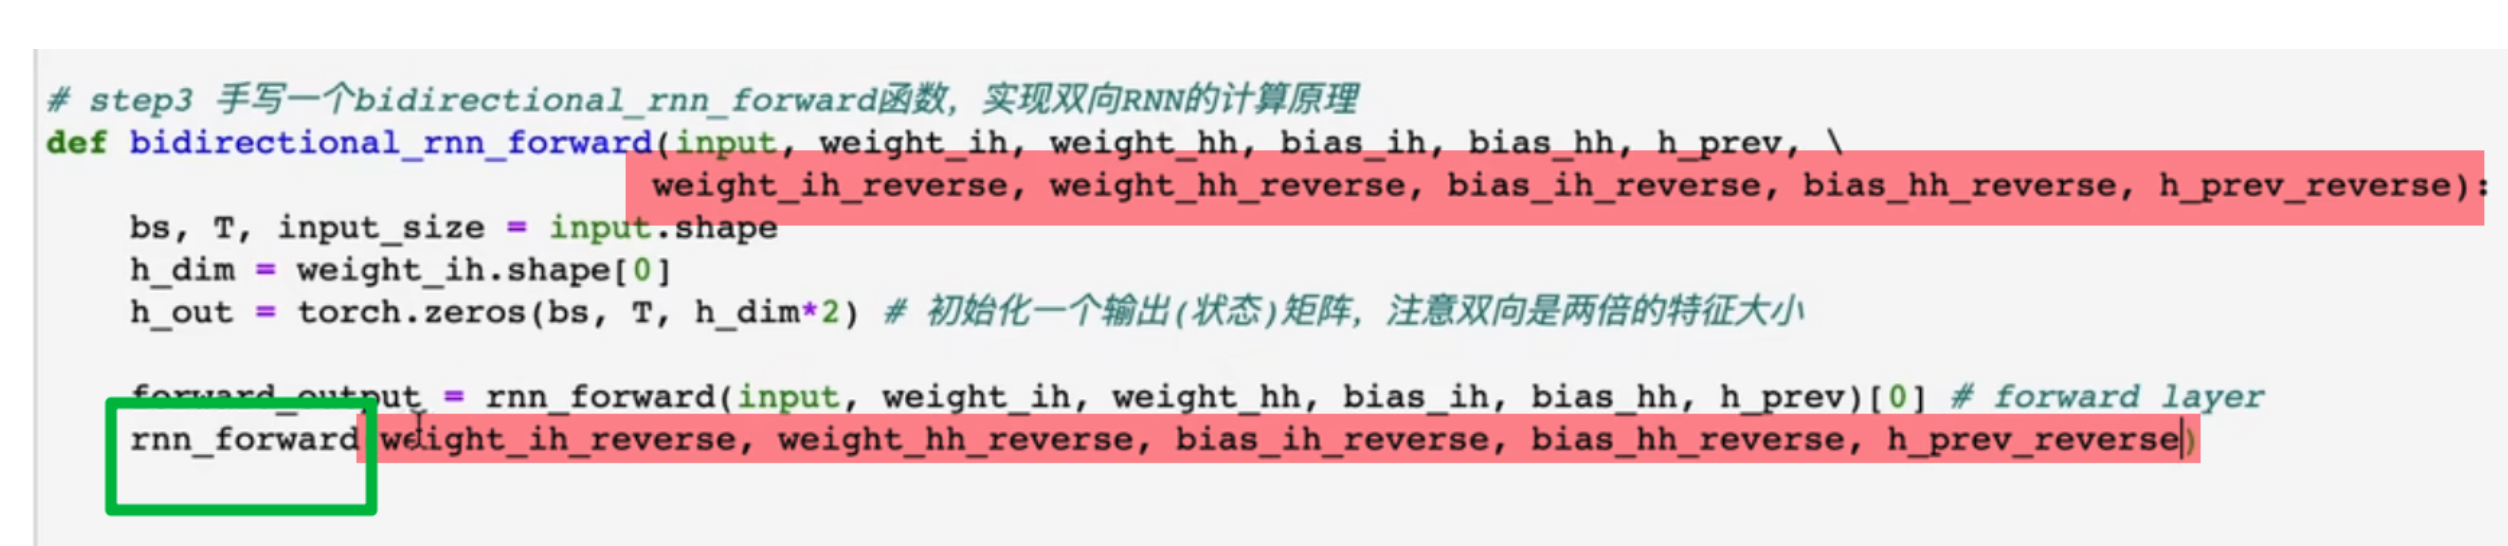 # step3 手写一个bidirectional_rnn_forward函数，实现双向RNN的计算原理
def bidirectional_rnn_forward(input, weight_ih, weight_hh, bias_ih, bias_hh, h_prev, \
weight_ih_reverse, weight_hh_reverse, bias_ih_reverse, bias_hh_reverse, h_prev_reverse):
bs, T, input_size = input.shape
h_dim = weight_ih.shape[0]
h_out = torch.zeros(bs, T, h_dim*2) # 初始化一个输出(状态)矩阵，注意双向是两倍的特征大小
forward_output = rnn_forward(input, weight_ih, weight_hh, bias_ih, bias_hh, h_prev)[0] # forward layer
rnn_forward(weight_ih_reverse, weight_hh_reverse, bias_ih_reverse, bias_hh_reverse, h_prev_reverse)